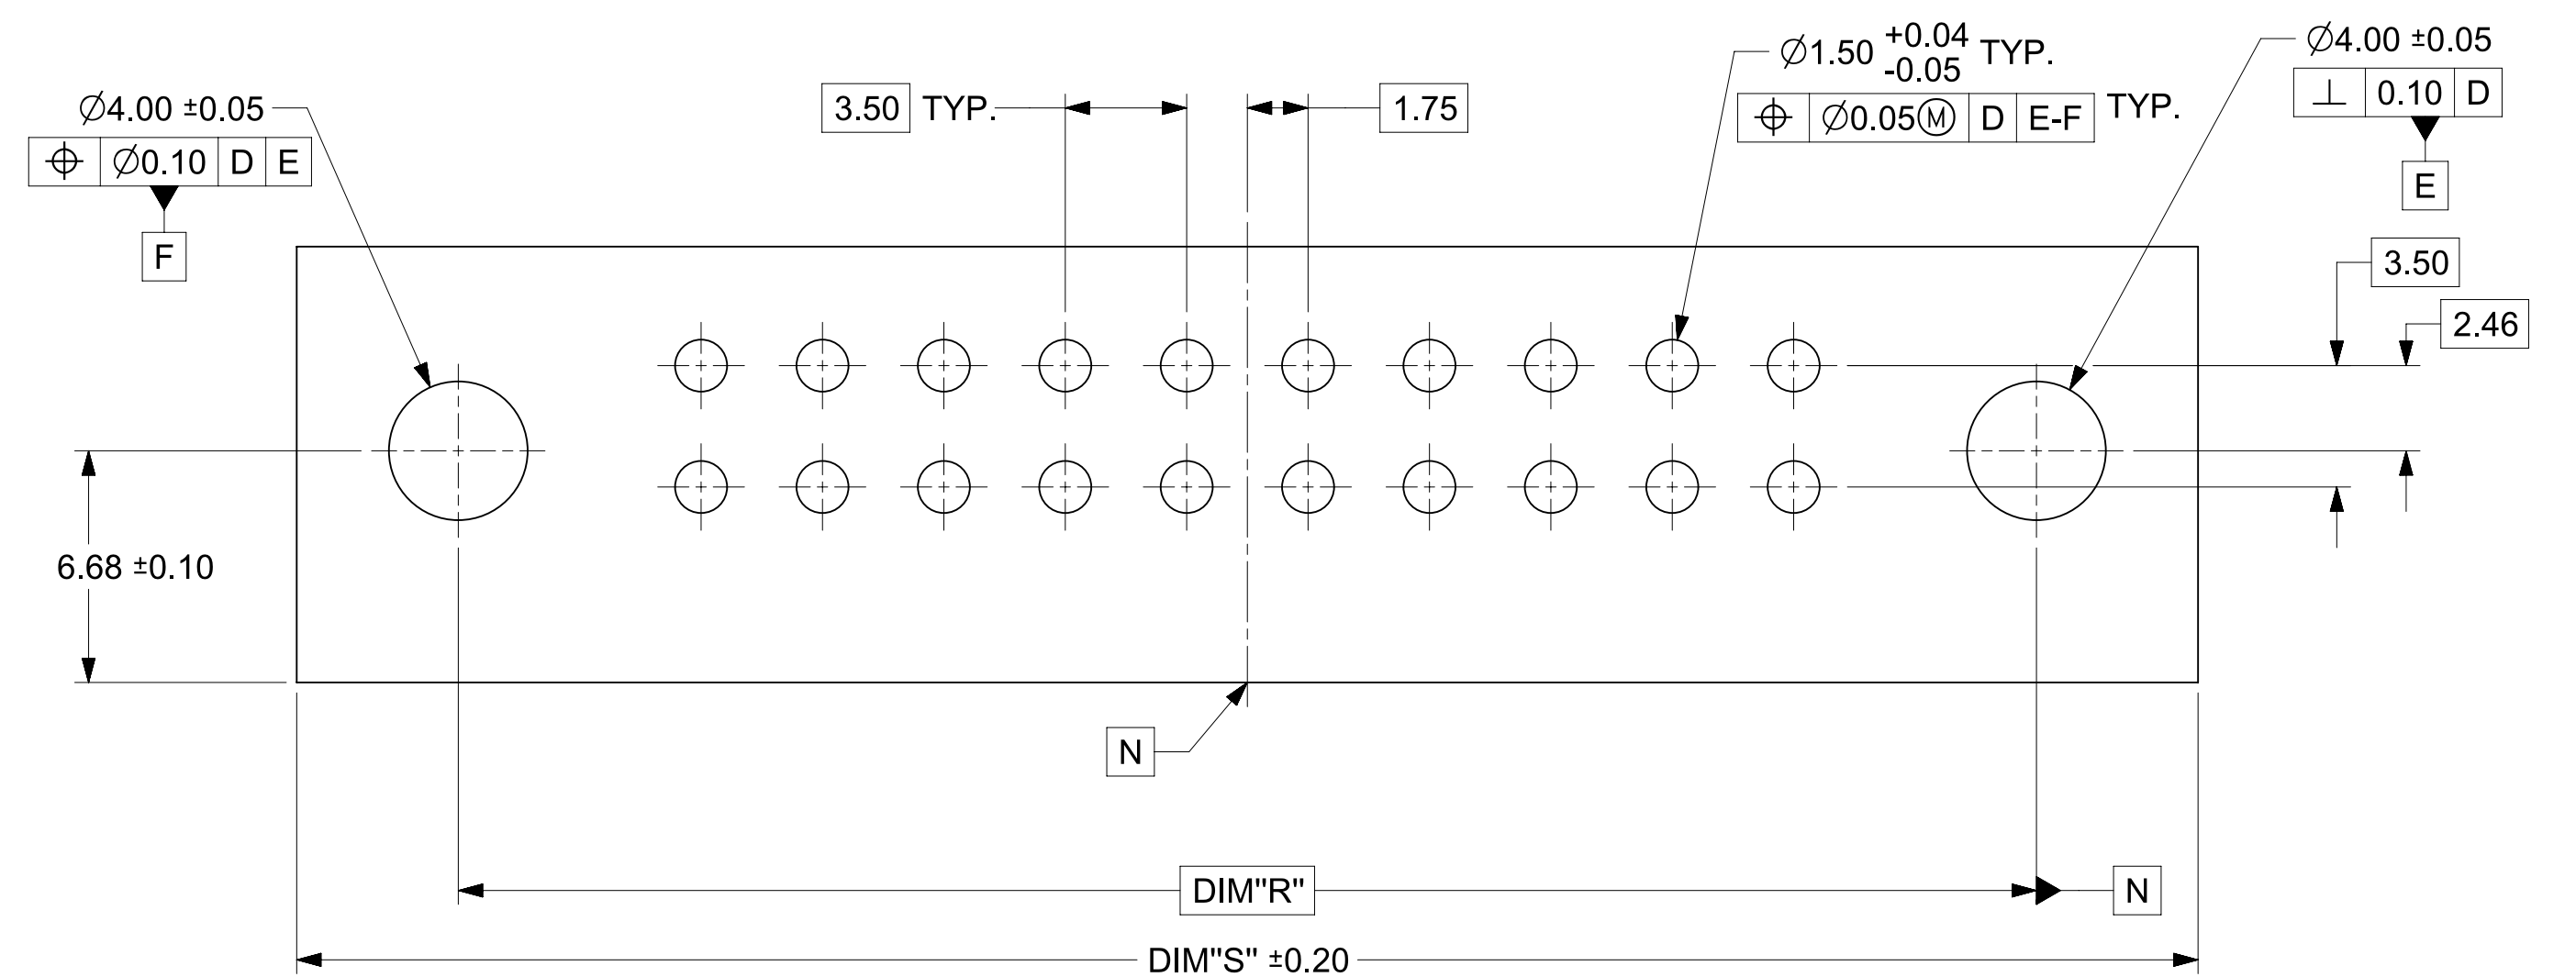 Ø4.00 ±0.05
⌖ Ø0.10 D E
F
3.50 TYP.
1.75
Ø1.50 +0.04 -0.05 TYP.
⌖ Ø0.05Ⓜ D E-F TYP.
Ø4.00 ±0.05
⊥ 0.10 D
E
3.50
2.46
6.68 ±0.10
N
DIM"R"
N
DIM"S" ±0.20